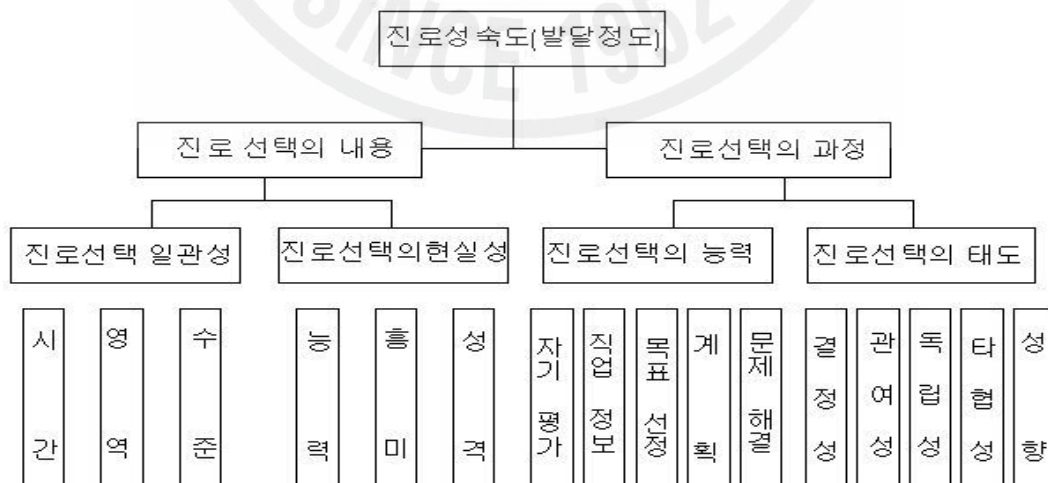 SINCE 1952
진로성숙도(발달정도)
진로 선택의 내용
진로선택의 과정
진로선택 일관성
진로선택의현실성
진로선택의 능력
진로선택의 태도
시간
영역
수준
능력
흥미
성격
자기 평가
직업 정보
목표 선정
계획
문제 해결
결정성
관여성
독립성
타협성
성향